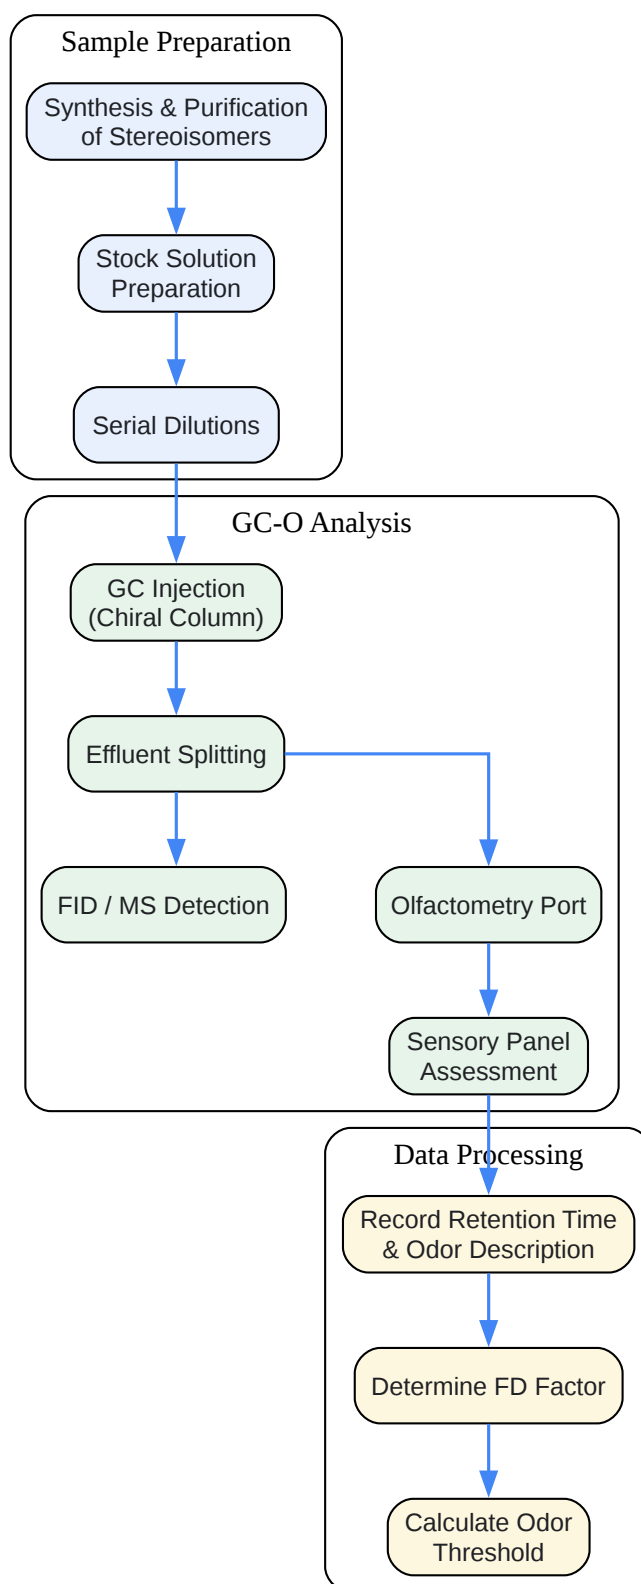 Sample Preparation
Synthesis & Purification
of Stereoisomers
Stock Solution
Preparation
Serial Dilutions
GC-O Analysis
GC Injection
(Chiral Column)
Effluent Splitting
FID / MS Detection
Olfactometry Port
Sensory Panel
Assessment
Data Processing
Record Retention Time
& Odor Description
Determine FD Factor
Calculate Odor
Threshold